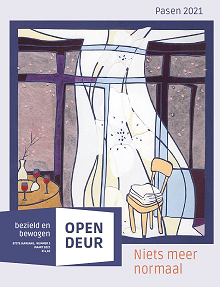 Pasen 2021
bezield en
bewogen
OPEN
DEUR
Niets meer
normaal